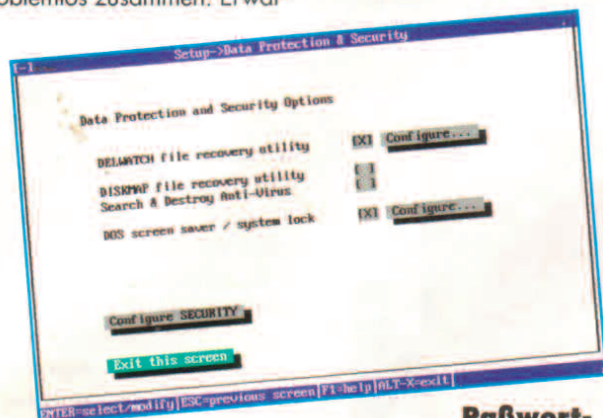 zusammen. Erwar-
[-] Setup->Data Protection & Security
Data Protection and Security Options
DELWATCH file recovery utility [X] Configure...
DISKMAP file recovery utility [ ]
Search & Destroy Anti-Virus [ ]
DOS screen saver / system lock [X] Configure...
Configure SECURITY
Exit this screen
ENTER=select/modify|ESC=previous screen|F1=help|ALT-X=exit|
Paßwort-